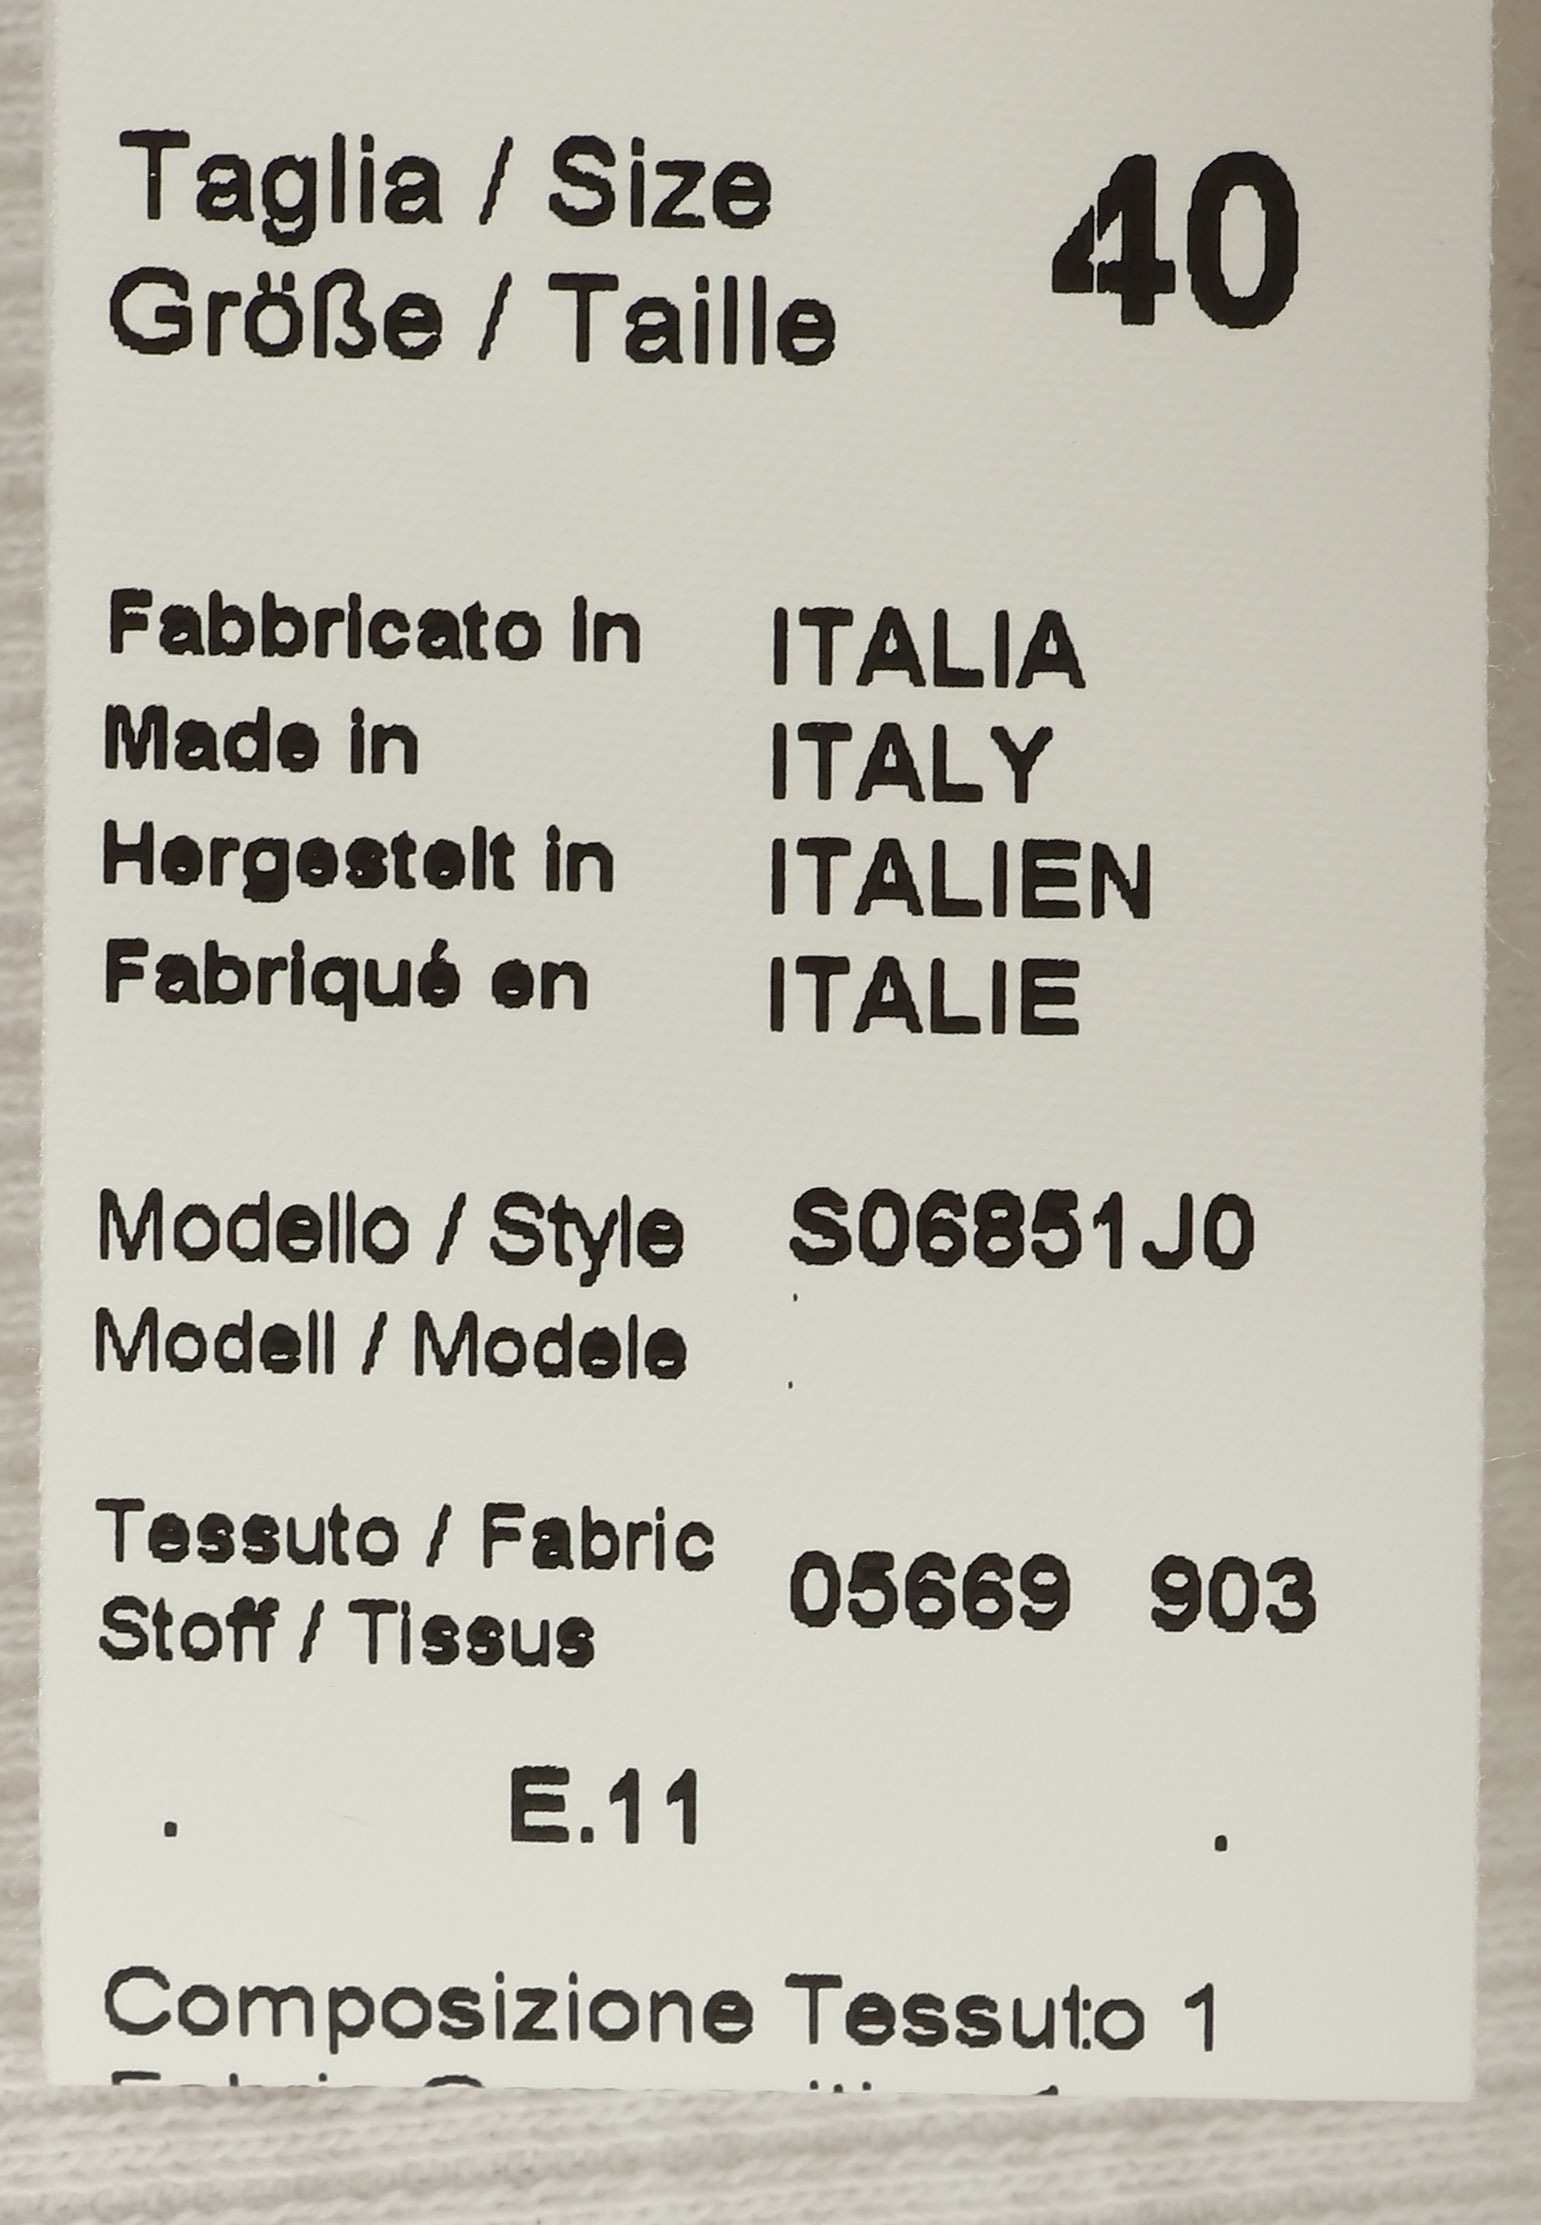 Taglia / Size 40
Größe / Taille
Fabbricato in ITALIA
Made in ITALY
Hergestelt in ITALIEN
Fabriqué en ITALIE
Modello / Style S06851J0
Modell / Modele
Tessuto / Fabric 05669 903
Stoff / Tissus
. E.11 .
Composizione Tessuto 1